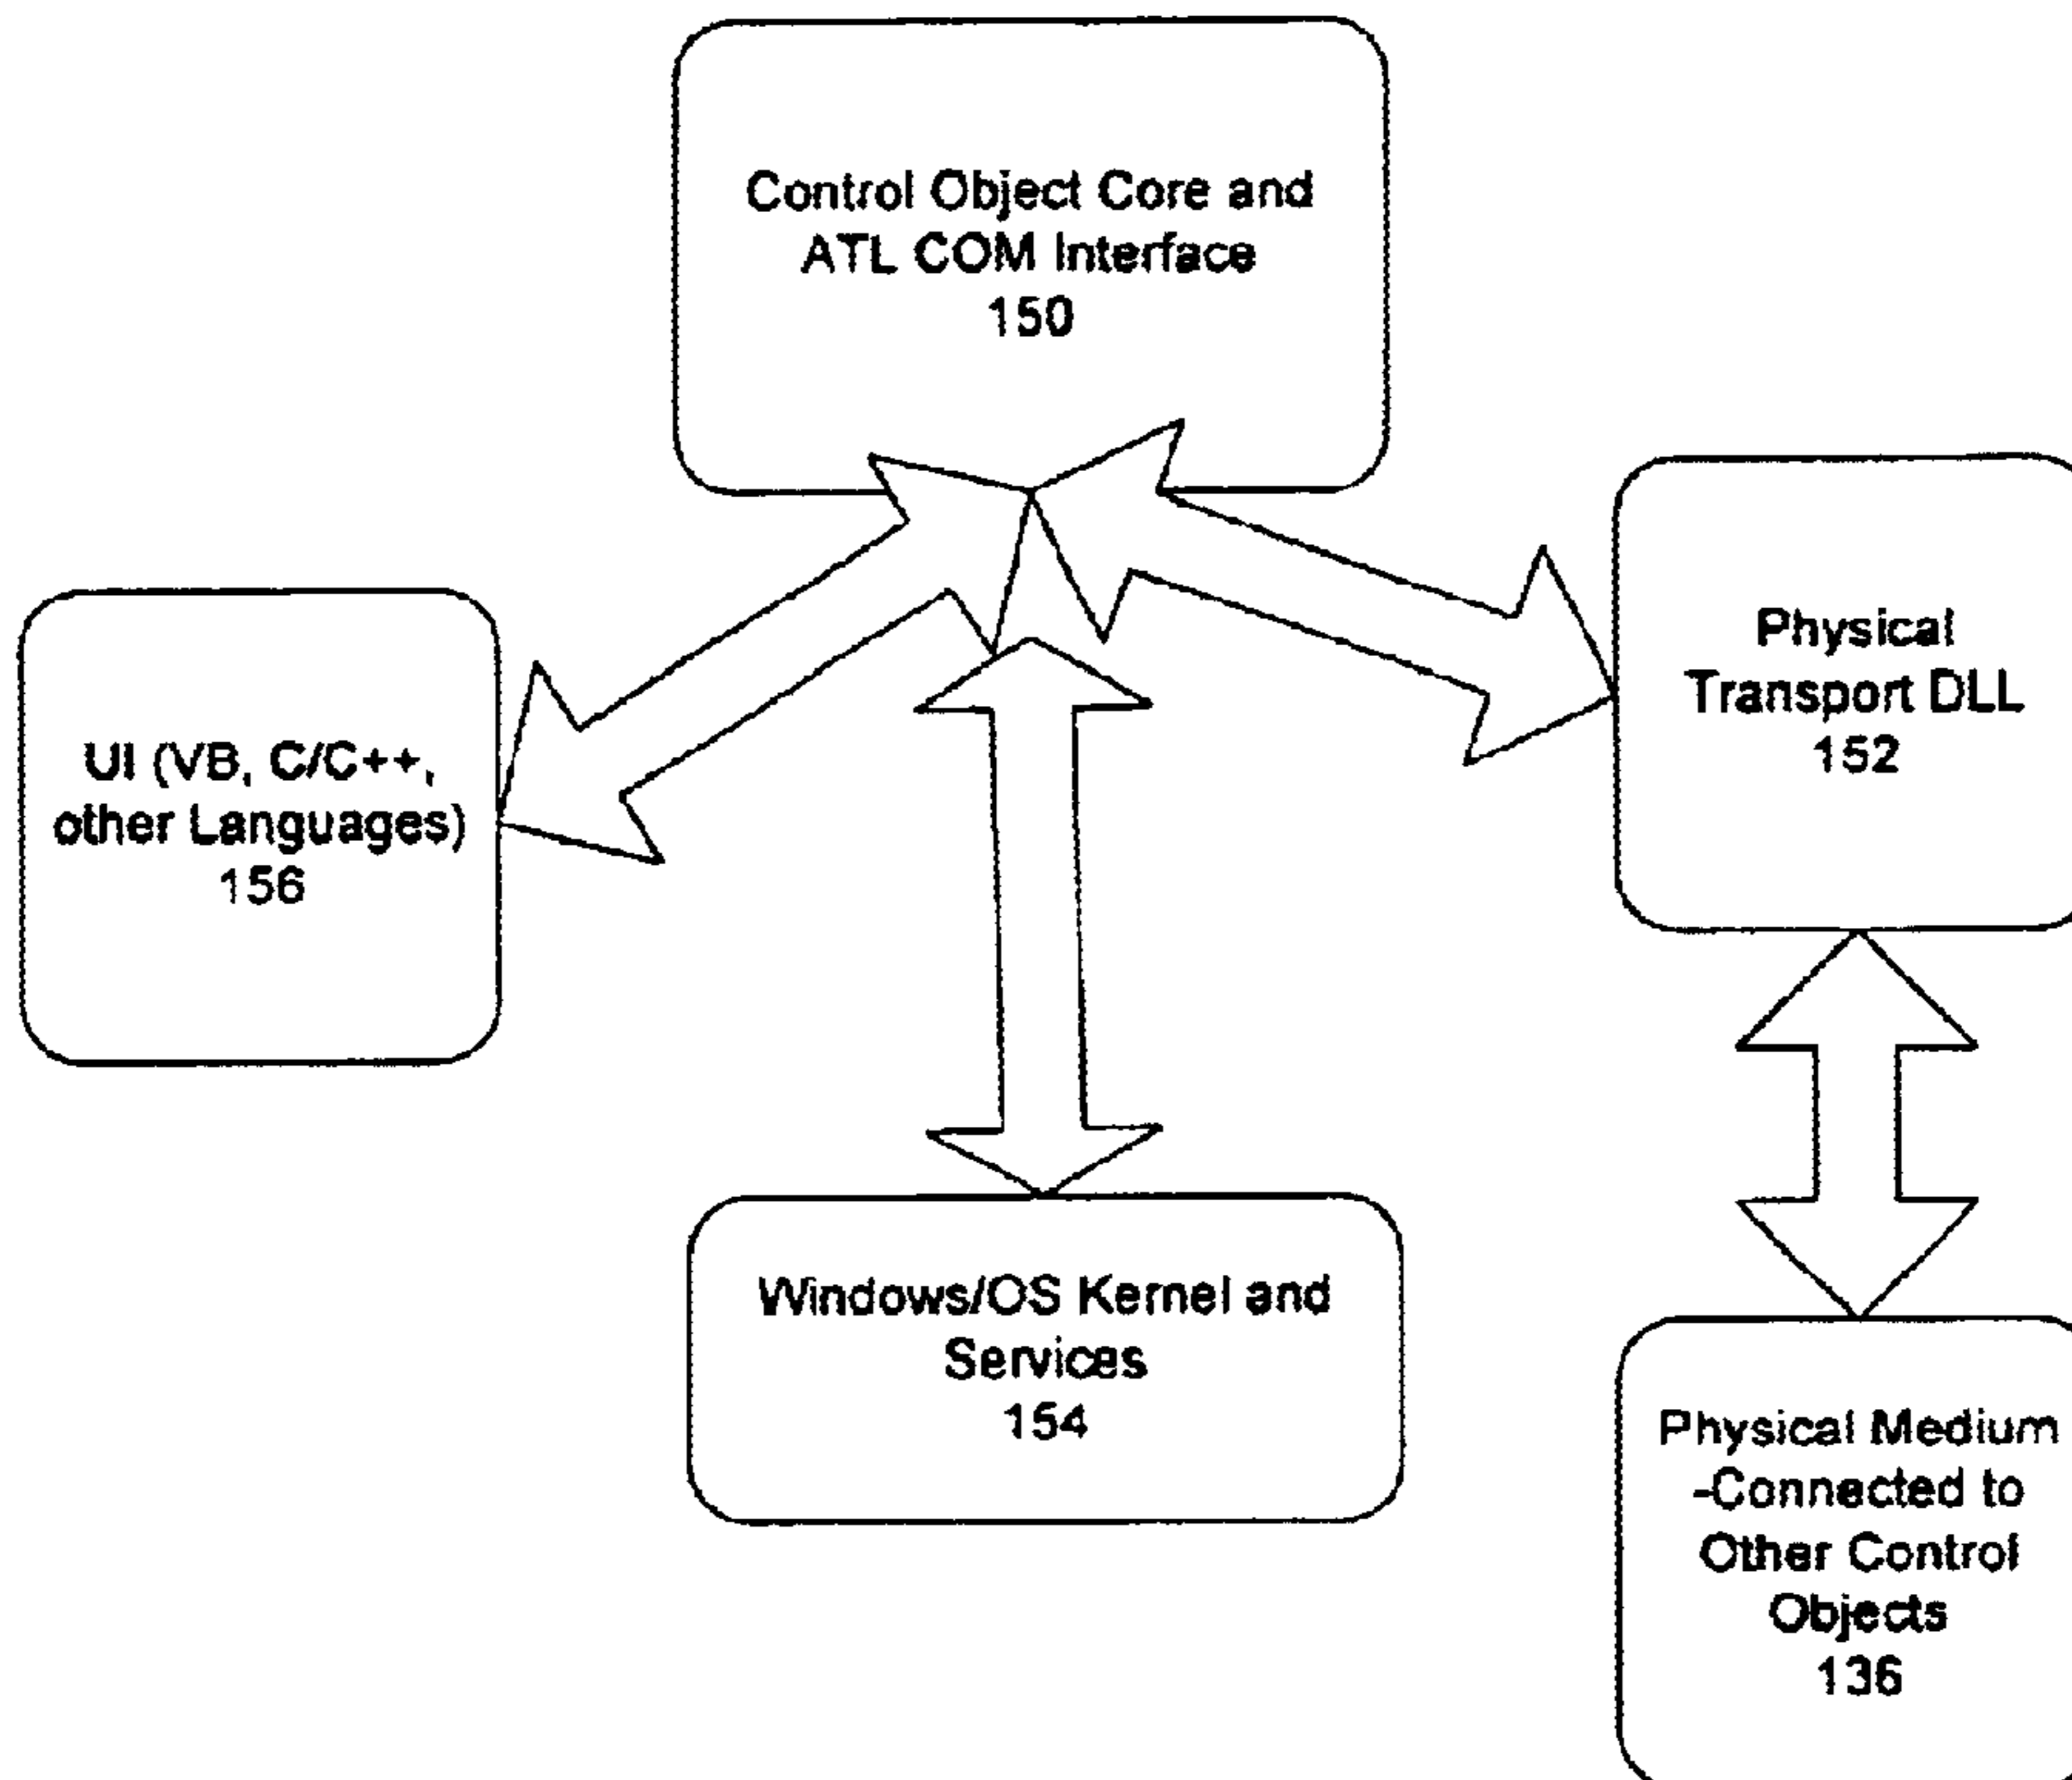 Control Object Core and
ATL COM Interface
150
Physical
Transport DLL
152
UI (VB, C/C++,
other Languages)
156
Windows/OS Kernel and
Services
154
Physical Medium
-Connected to
Other Control
Objects
136